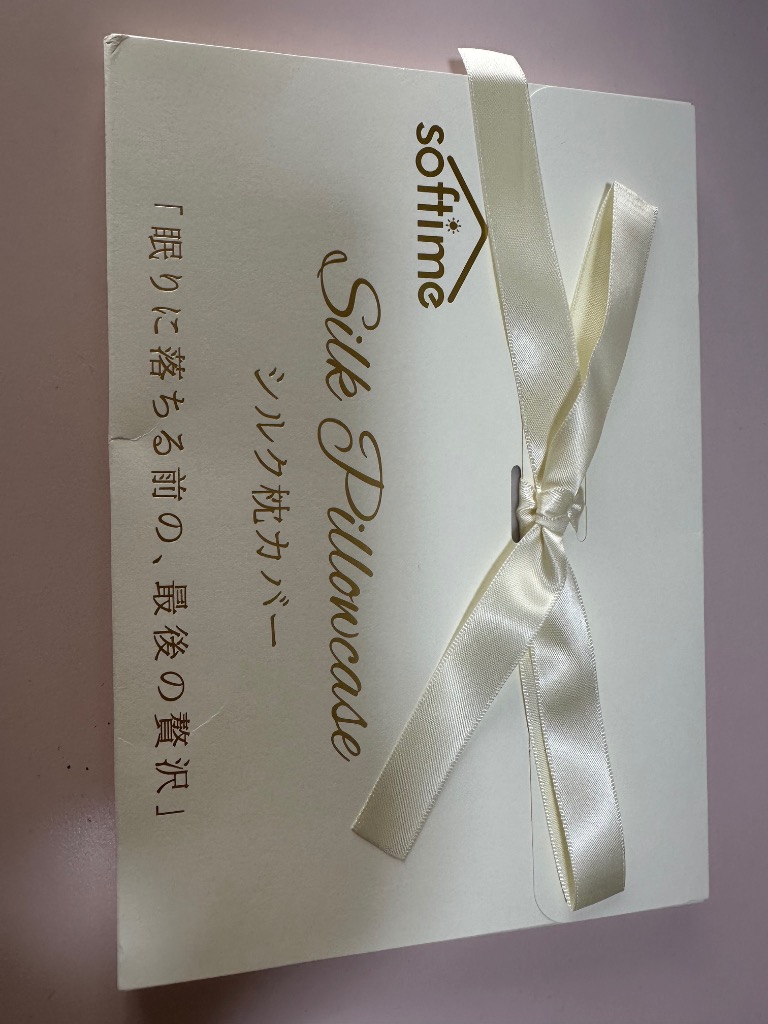 softime
Silk Pillowcase
シルク枕カバー
「眠りに落ちる前の、最後の贅沢」